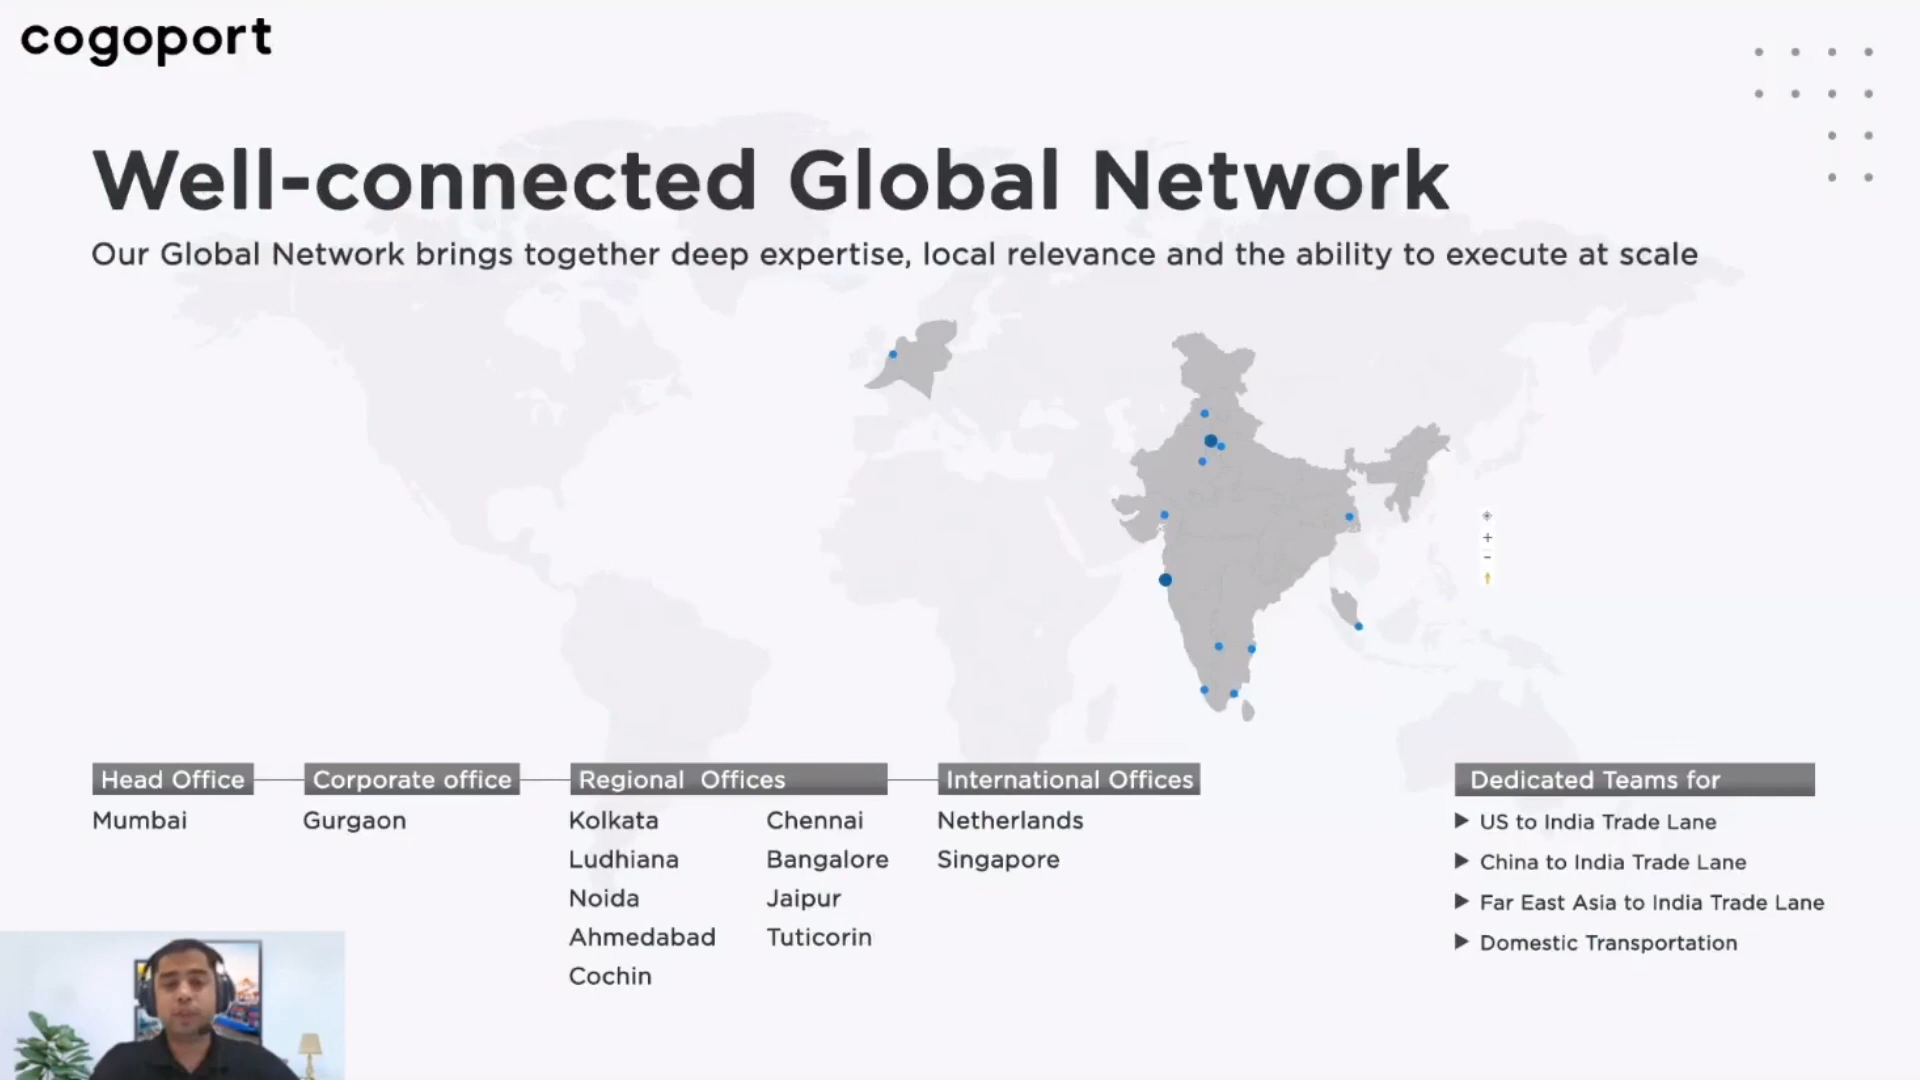 cogoport
Well-connected Global Network
Our Global Network brings together deep expertise, local relevance and the ability to execute at scale
Head Office
Mumbai
Corporate office
Gurgaon
Regional Offices
Kolkata
Ludhiana
Noida
Ahmedabad
Cochin
Chennai
Bangalore
Jaipur
Tuticorin
International Offices
Netherlands
Singapore
Dedicated Teams for
US to India Trade Lane
China to India Trade Lane
Far East Asia to India Trade Lane
Domestic Transportation